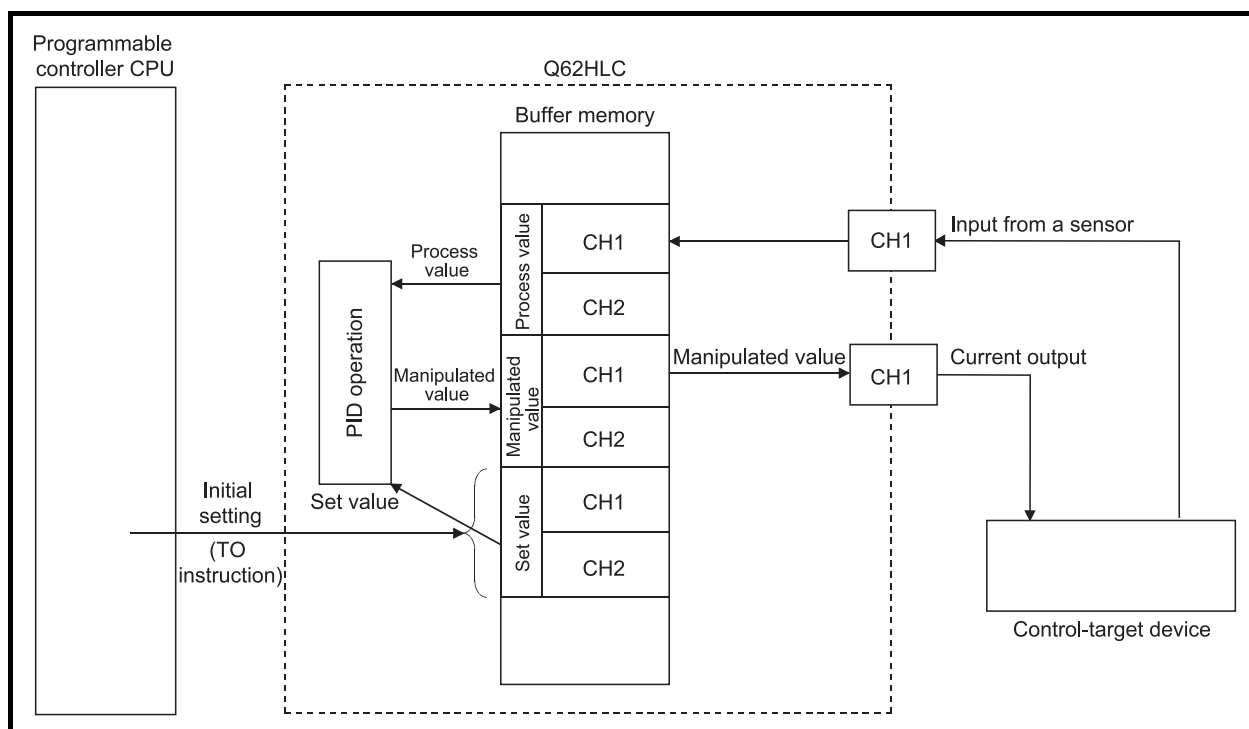 Programmable
controller CPU
Q62HLC
Buffer memory
Process value
CH1
CH2
Process
value
CH1
Input from a sensor
PID operation
Manipulated
value
Manipulated
value
CH1
CH2
Manipulated value
CH1
Current output
Set value
Set value
CH1
CH2
Initial
setting
(TO
instruction)
Control-target device